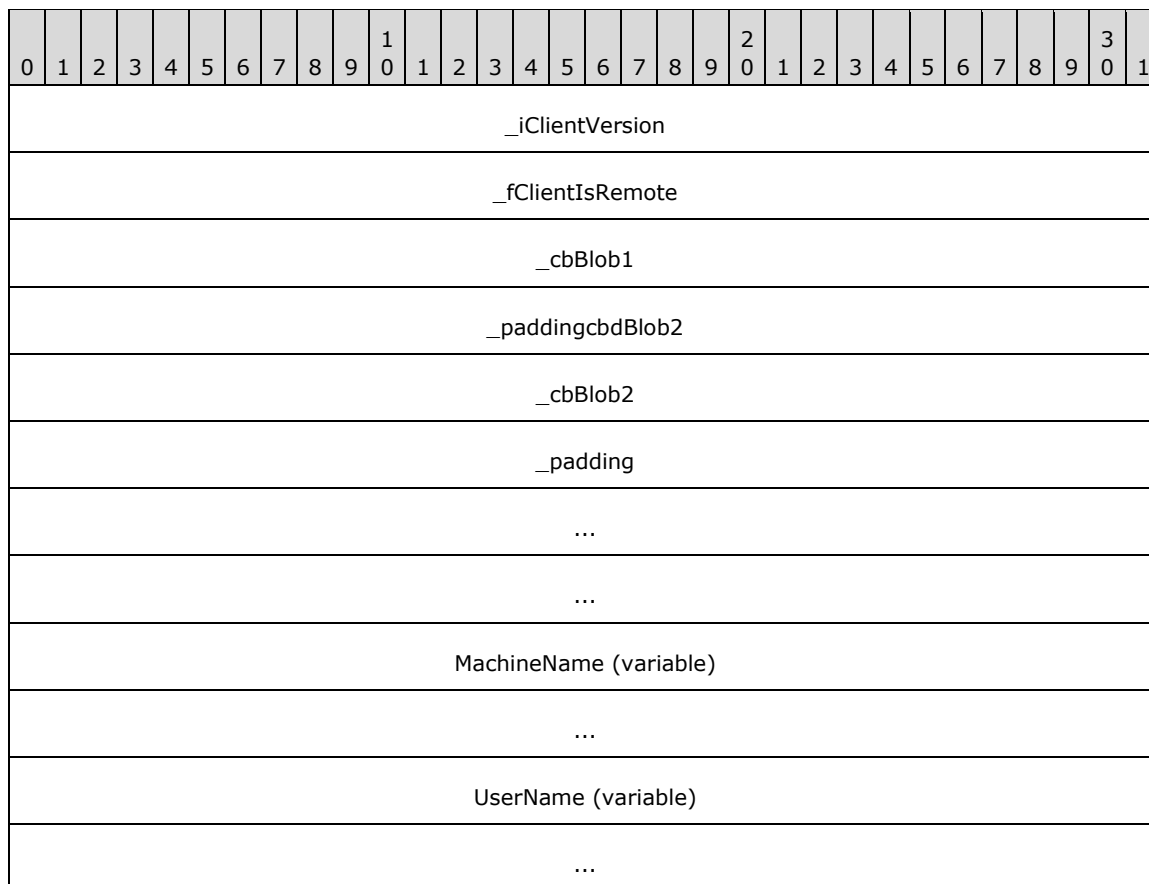 1 2 3
0 1 2 3 4 5 6 7 8 9 0 1 2 3 4 5 6 7 8 9 0 1 2 3 4 5 6 7 8 9 0 1
_iClientVersion
_fClientIsRemote
_cbBlob1
_paddingcbdBlob2
_cbBlob2
_padding
...
...
MachineName (variable)
...
UserName (variable)
...